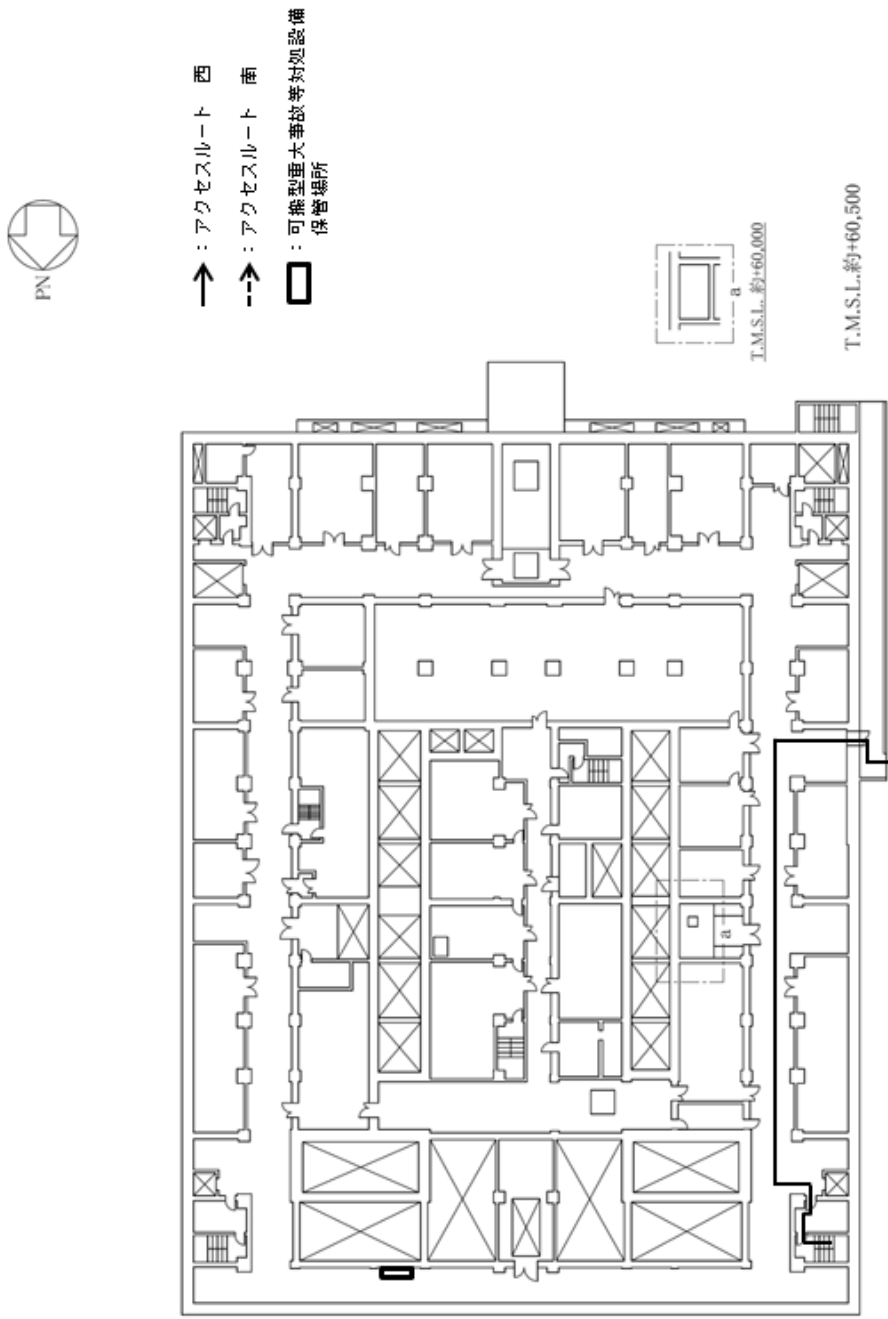 PN
：アクセスルート　西
：アクセスルート　南
：可搬型重大事故等対処設備
保管場所
a
a
T.M.S.L. 約+60,000
T.M.S.L.約+60,500